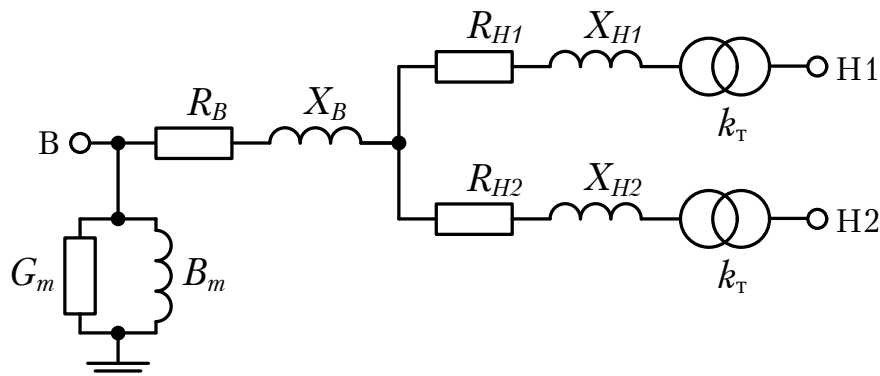 R_H1 X_H1
H1
R_B X_B k_т
B
R_H2 X_H2
H2
G_m B_m k_т